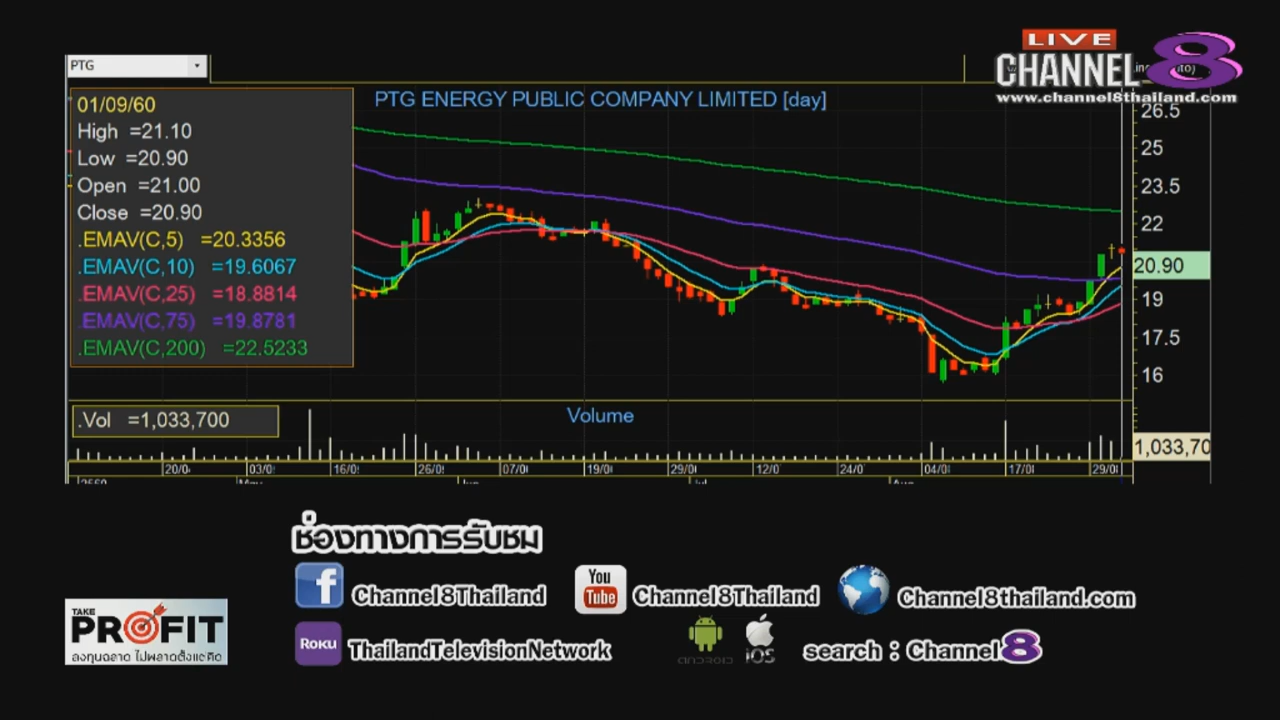 PTG
LIVE
CHANNEL 8
www.channel8thailand.com
PTG ENERGY PUBLIC COMPANY LIMITED [day]
01/09/60
High =21.10
Low =20.90
Open =21.00
Close =20.90
.EMAV(C,5) =20.3356
.EMAV(C,10) =19.6067
.EMAV(C,25) =18.8814
.EMAV(C,75) =19.8781
.EMAV(C,200) =22.5233
26.5
25
23.5
22
20.90
19
17.5
16
.Vol =1,033,700
Volume
1,033,70
20/0
03/0
16/0
26/0
07/0
19/0
29/0
12/0
24/0
04/0
17/0
29/0
ช่องทางการรับชม
Channel8Thailand
You Tube
Channel8Thailand
Channel8thailand.com
TAKE
PROFIT
ลงทุนฉลาด ไม่พลาดตั้งแต่คิด
ROKU
ThailandTelevisionNetwork
ANDROID
iOS
search : Channel8